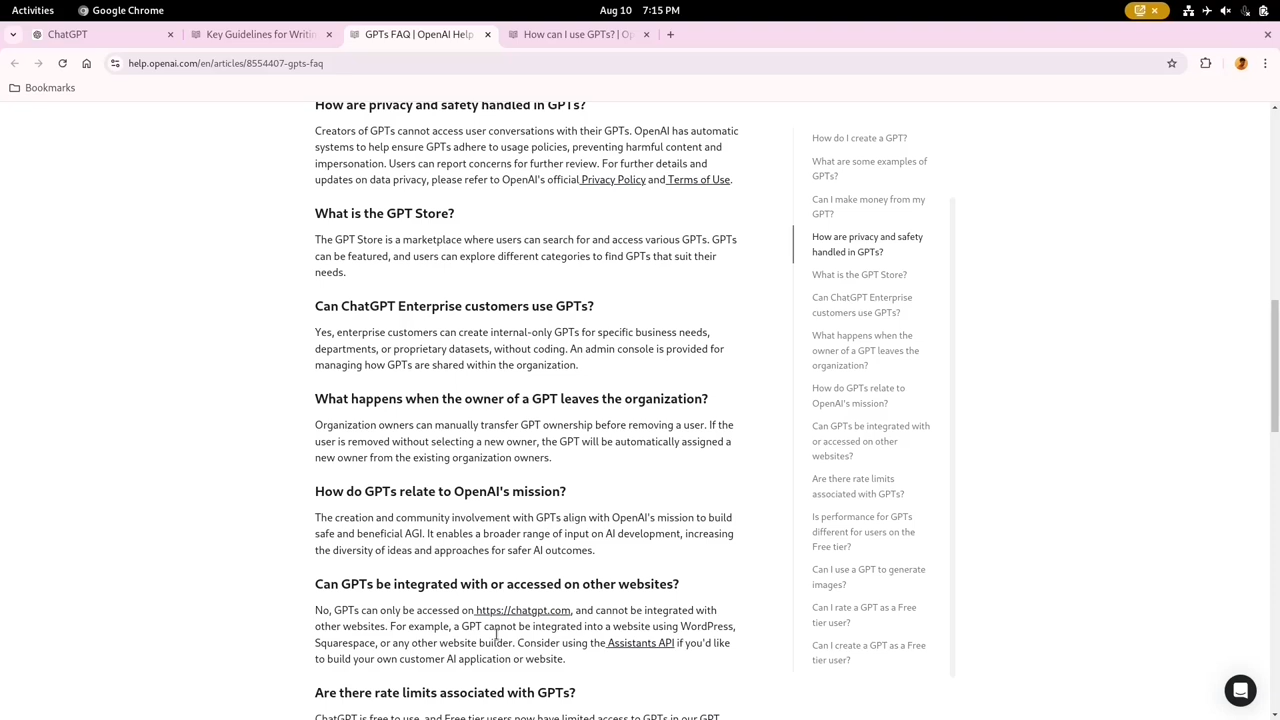 Activities
Google Chrome
Aug 10 7:15 PM
ChatGPT
Key Guidelines for Writin
GPTs FAQ | OpenAI Help
How can I use GPTs? | Op
help.openai.com/en/articles/8554407-gpts-faq
Bookmarks
How are privacy and safety handled in GPTs?
Creators of GPTs cannot access user conversations with their GPTs. OpenAI has automatic
systems to help ensure GPTs adhere to usage policies, preventing harmful content and
impersonation. Users can report concerns for further review. For further details and
updates on data privacy, please refer to OpenAI's official Privacy Policy and Terms of Use.
What is the GPT Store?
The GPT Store is a marketplace where users can search for and access various GPTs. GPTs
can be featured, and users can explore different categories to find GPTs that suit their
needs.
Can ChatGPT Enterprise customers use GPTs?
Yes, enterprise customers can create internal-only GPTs for specific business needs,
departments, or proprietary datasets, without coding. An admin console is provided for
managing how GPTs are shared within the organization.
What happens when the owner of a GPT leaves the organization?
Organization owners can manually transfer GPT ownership before removing a user. If the
user is removed without selecting a new owner, the GPT will be automatically assigned a
new owner from the existing organization owners.
How do GPTs relate to OpenAI's mission?
The creation and community involvement with GPTs align with OpenAI's mission to build
safe and beneficial AGI. It enables a broader range of input on AI development, increasing
the diversity of ideas and approaches for safer AI outcomes.
Can GPTs be integrated with or accessed on other websites?
No, GPTs can only be accessed on https://chatgpt.com, and cannot be integrated with
other websites. For example, a GPT cannot be integrated into a website using WordPress,
Squarespace, or any other website builder. Consider using the Assistants API if you'd like
to build your own customer AI application or website.
Are there rate limits associated with GPTs?
ChatGPT is free to use, and Free tier users now have limited access to GPTs in our GPT
How do I create a GPT?
What are some examples of
GPTs?
Can I make money from my
GPT?
How are privacy and safety
handled in GPTs?
What is the GPT Store?
Can ChatGPT Enterprise
customers use GPTs?
What happens when the
owner of a GPT leaves the
organization?
How do GPTs relate to
OpenAI's mission?
Can GPTs be integrated with
or accessed on other
websites?
Are there rate limits
associated with GPTs?
Is performance for GPTs
different for users on the
Free tier?
Can I use a GPT to generate
images?
Can I rate a GPT as a Free
tier user?
Can I create a GPT as a Free
tier user?